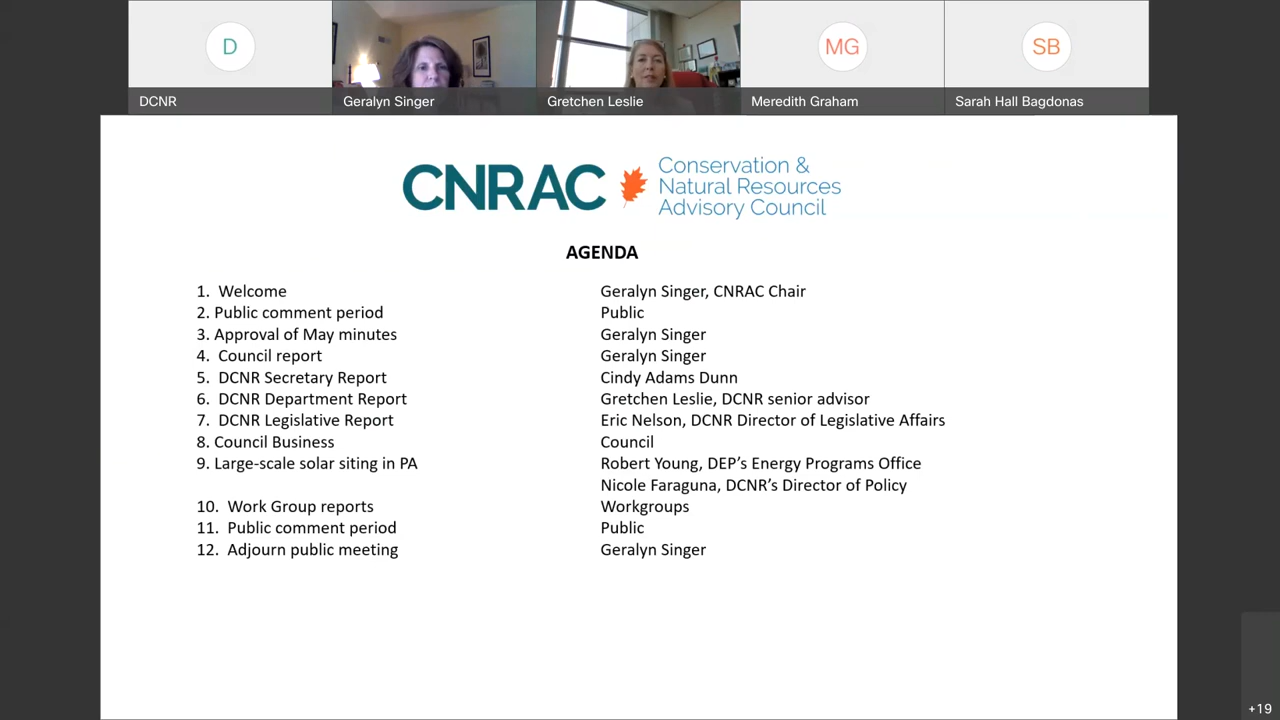 D
MG
SB
DCNR
Geralyn Singer
Gretchen Leslie
Meredith Graham
Sarah Hall Bagdonas
CNRAC
Conservation &
Natural Resources
Advisory Council
AGENDA
1. Welcome Geralyn Singer, CNRAC Chair
2. Public comment period Public
3. Approval of May minutes Geralyn Singer
4. Council report Geralyn Singer
5. DCNR Secretary Report Cindy Adams Dunn
6. DCNR Department Report Gretchen Leslie, DCNR senior advisor
7. DCNR Legislative Report Eric Nelson, DCNR Director of Legislative Affairs
8. Council Business Council
9. Large-scale solar siting in PA Robert Young, DEP’s Energy Programs Office
Nicole Faraguna, DCNR’s Director of Policy
10. Work Group reports Workgroups
11. Public comment period Public
12. Adjourn public meeting Geralyn Singer
+19